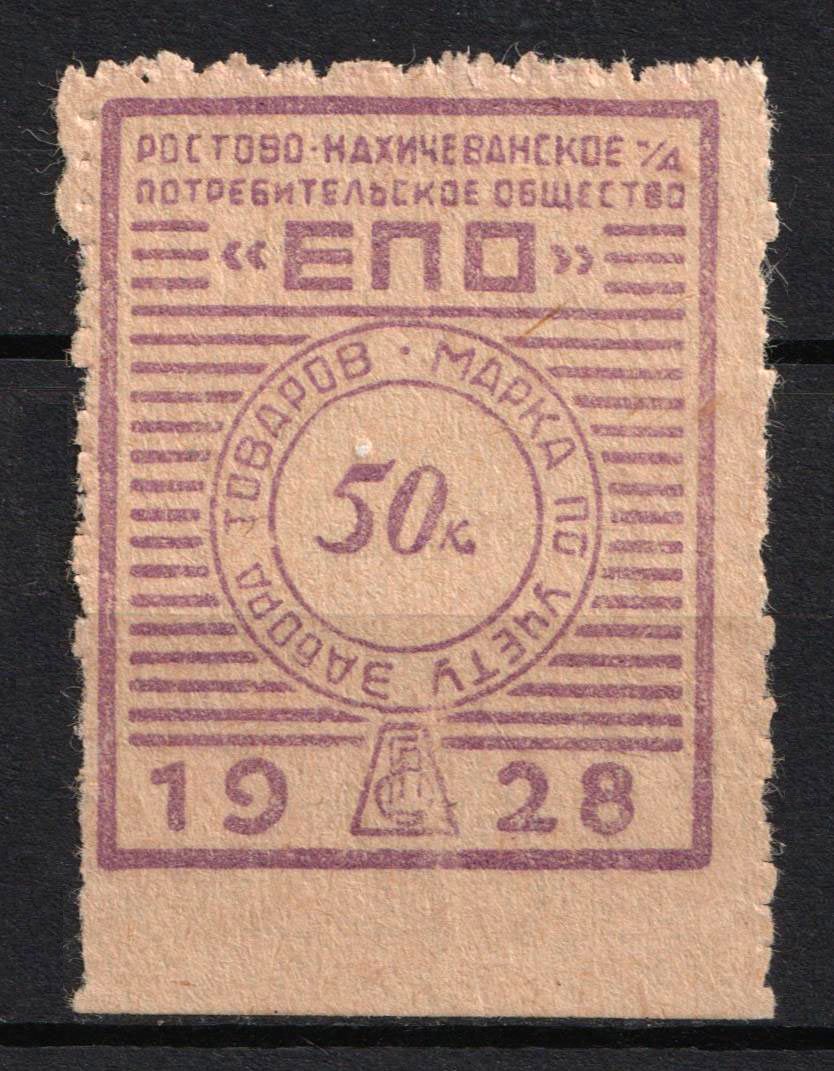 РОСТОВО-НАХИЧЕВАНСКОЕ н/Д
ПОТРЕБИТЕЛЬСКОЕ ОБЩЕСТВО
«ЕПО»
МАРКА ПО УЧЕТУ ЗАБОРА ТОВАРОВ ·
50к.
19 28